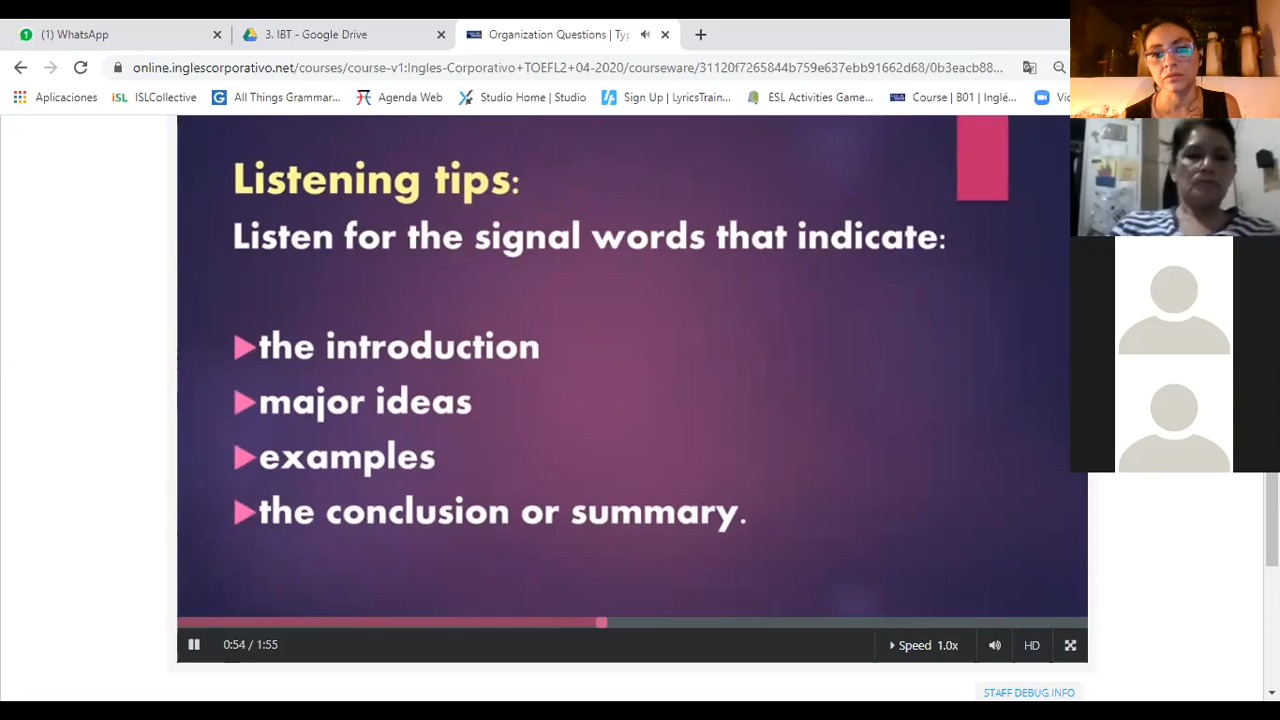 (1) WhatsApp
3. IBT - Google Drive
Organization Questions | Typ
online.inglescorporativo.net/courses/course-v1:Ingles-Corporativo+TOEFL2+04-2020/courseware/31120f7265844b759e637ebb91662d68/0b3eacb88...
Aplicaciones
ISLCollective
All Things Grammar...
Agenda Web
Studio Home | Studio
Sign Up | LyricsTrain...
ESL Activities Game...
Course | B01 | Inglé...
Listening tips:
Listen for the signal words that indicate:
the introduction
major ideas
examples
the conclusion or summary.
0:54 / 1:55
Speed 1.0x
HD
STAFF DEBUG INFO